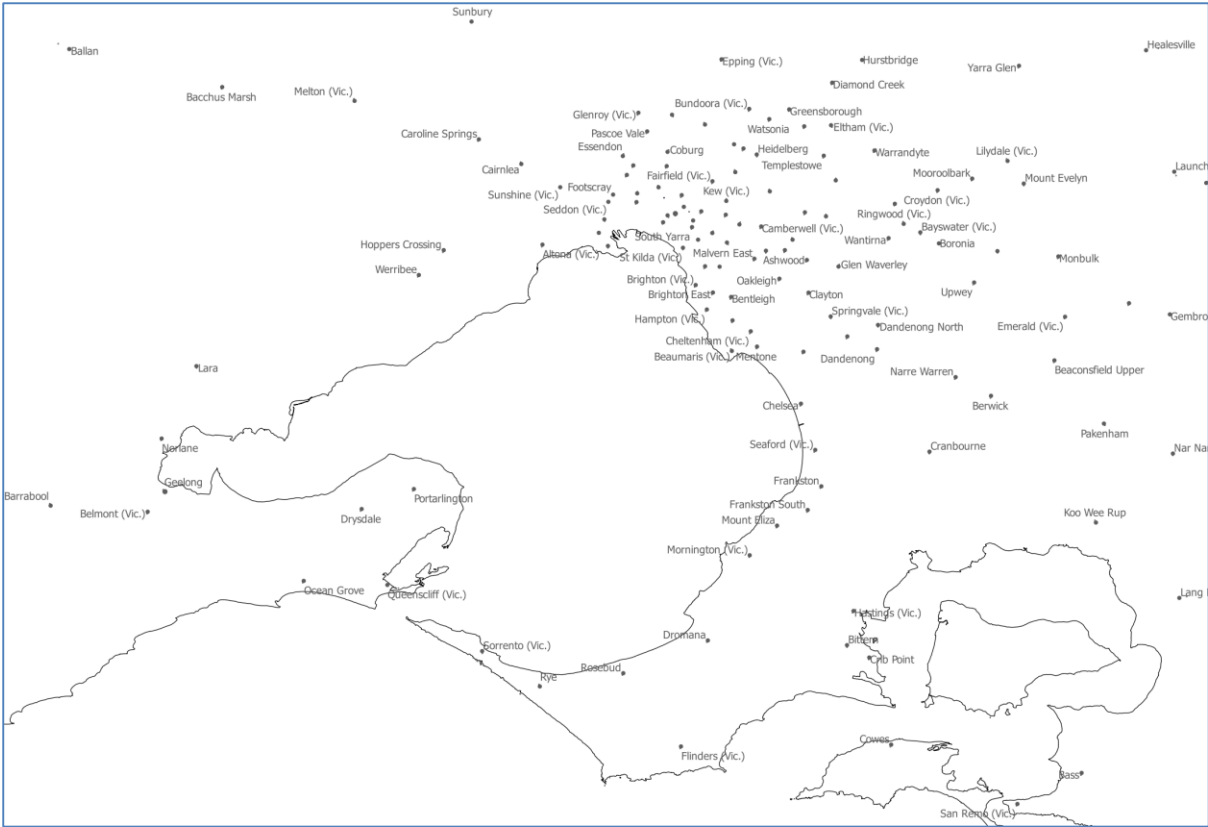 Sunbury
Ballan
Healesville
Epping (Vic.)
Hurstbridge
Yarra Glen
Diamond Creek
Bacchus Marsh
Melton (Vic.)
Bundoora (Vic.)
Greensborough
Glenroy (Vic.)
Caroline Springs
Pascoe Vale
Watsonia
Eltham (Vic.)
Essendon
Coburg
Heidelberg
Warrandyte
Lilydale (Vic.)
Cairnlea
Templestowe
Launch
Fairfield (Vic.)
Mooroolbark
Mount Evelyn
Sunshine (Vic.)
Footscray
Kew (Vic.)
Croydon (Vic.)
Seddon (Vic.)
Ringwood (Vic.)
Camberwell (Vic.)
Bayswater (Vic.)
South Yarra
Wantirna
Boronia
Hoppers Crossing
Altona (Vic.)
St Kilda (Vic.)
Malvern East
Ashwood
Monbulk
Werribee
Glen Waverley
Brighton (Vic.)
Oakleigh
Upwey
Brighton East
Bentleigh
Clayton
Hampton (Vic.)
Springvale (Vic.)
Dandenong North
Emerald (Vic.)
Gembro
Cheltenham (Vic.)
Beaumaris (Vic.)
Mentone
Dandenong
Lara
Narre Warren
Beaconsfield Upper
Chelsea
Berwick
Pakenham
Norlane
Seaford (Vic.)
Cranbourne
Nar Nar
Geelong
Frankston
Barrabool
Portarlington
Belmont (Vic.)
Drysdale
Frankston South
Mount Eliza
Koo Wee Rup
Mornington (Vic.)
Ocean Grove
Queenscliff (Vic.)
Lang
Hastings (Vic.)
Dromana
Bittern
Sorrento (Vic.)
Crib Point
Rosebud
Rye
Flinders (Vic.)
Cowes
Bass
San Remo (Vic.)